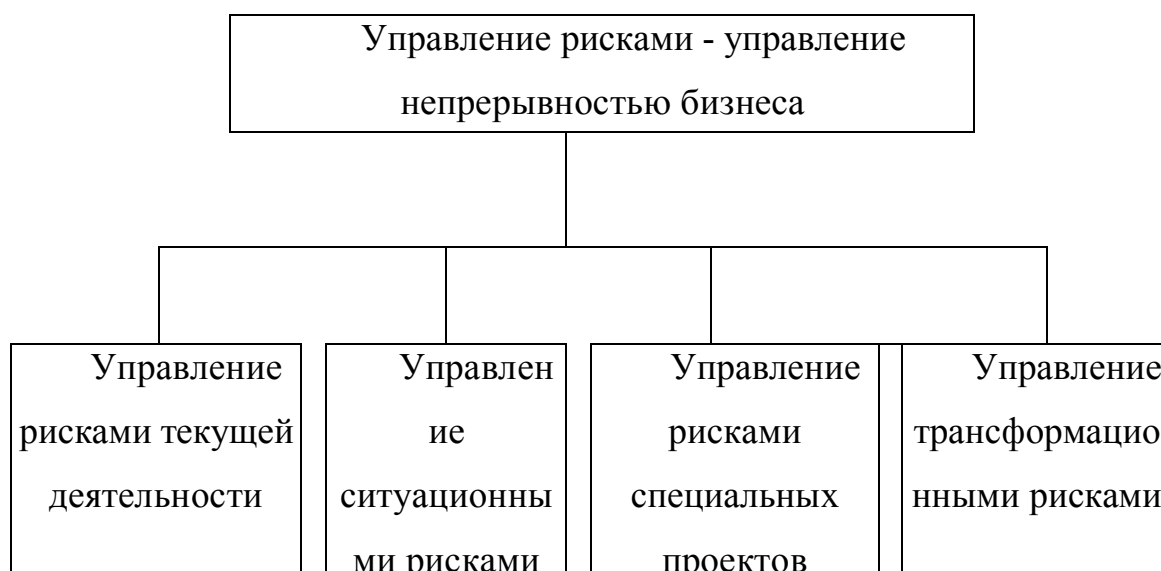 Управление рисками - управление
непрерывностью бизнеса
Управление
рисками текущей
деятельности
Управлен
ие
ситуационны
ми рисками
Управление
рисками
специальных
проектов
Управление
трансформацио
нными рисками